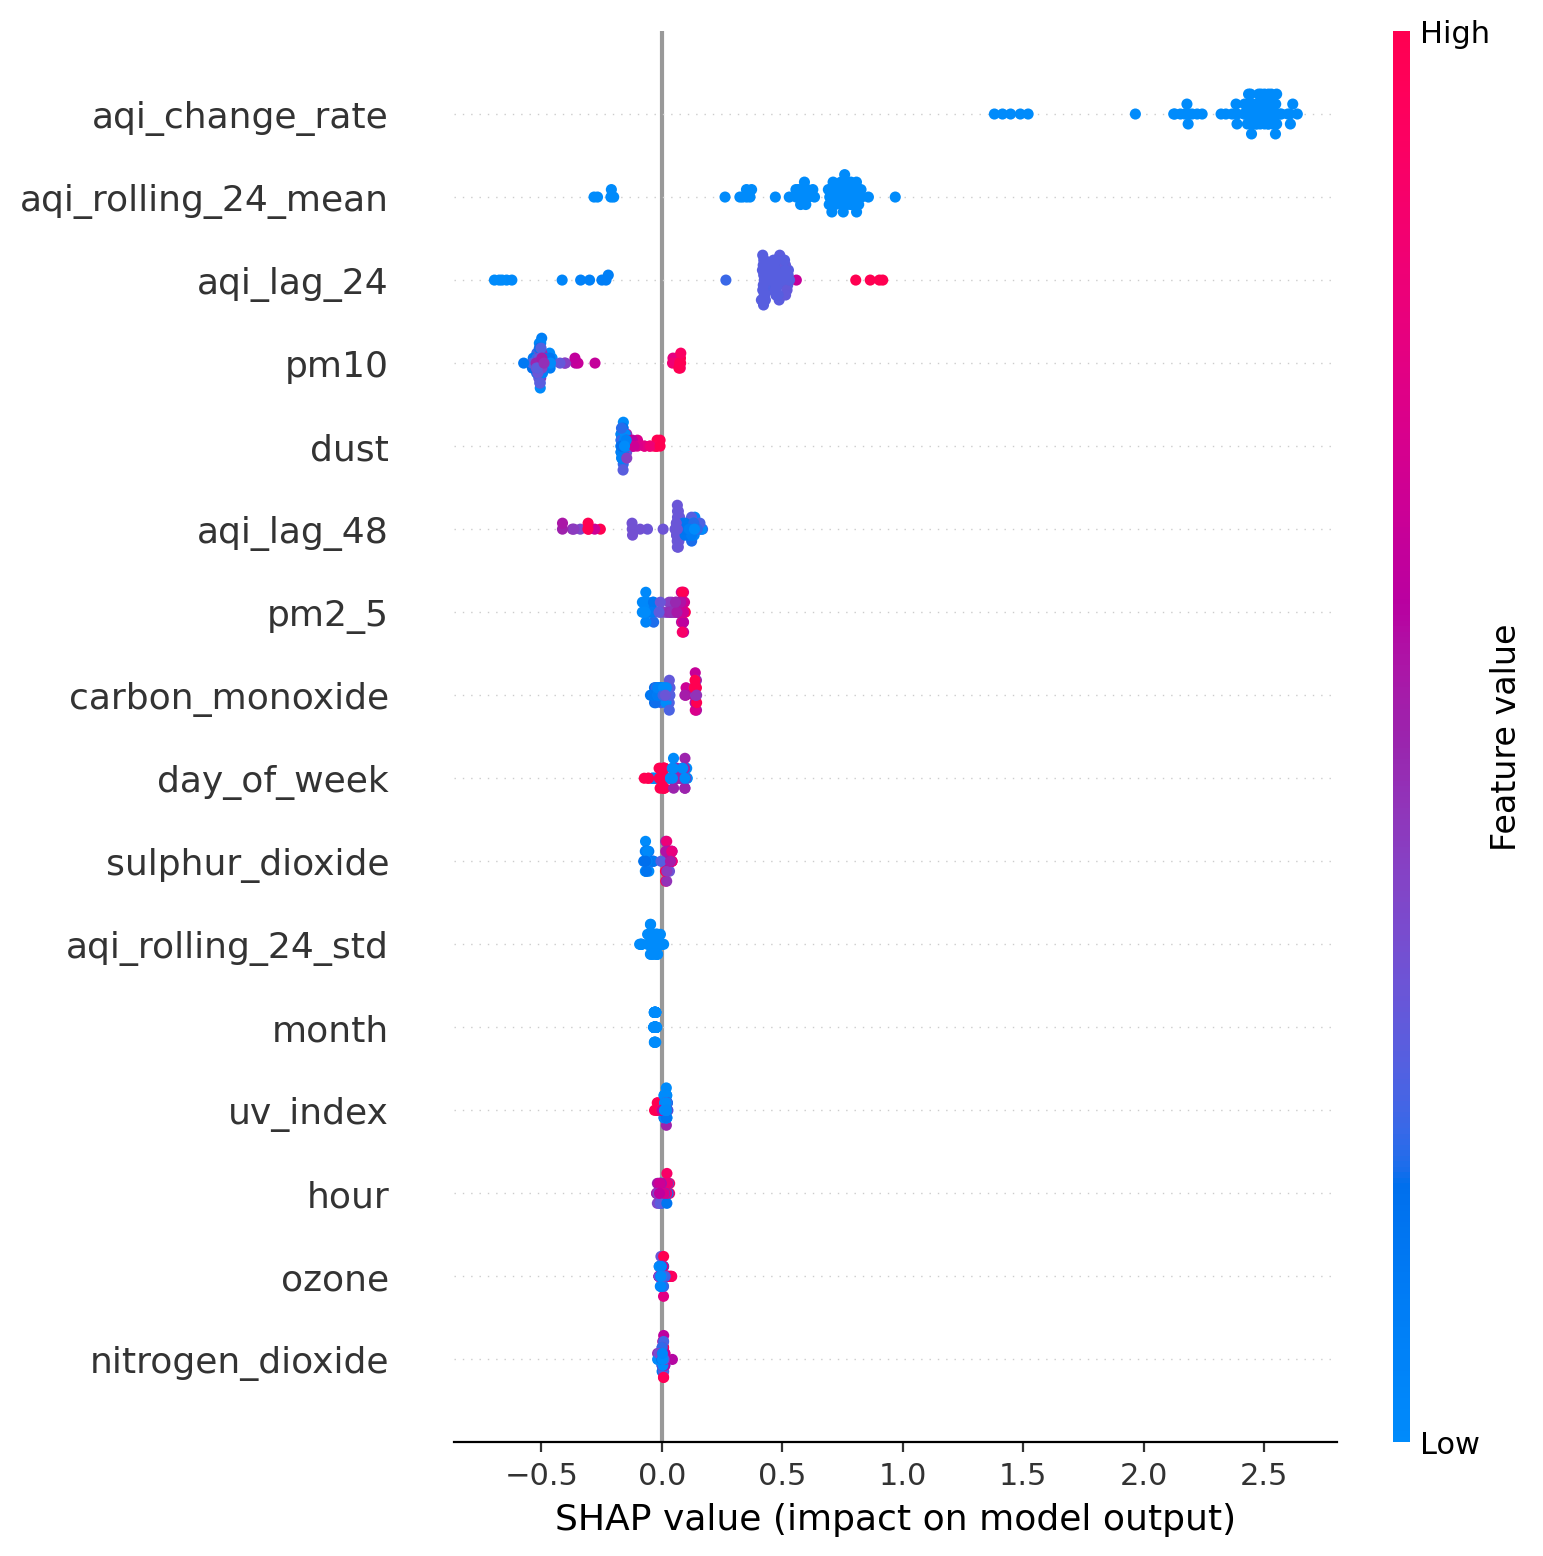 High
aqi_change_rate
aqi_rolling_24_mean
aqi_lag_24
pm10
dust
aqi_lag_48
pm2_5
carbon_monoxide
day_of_week
sulphur_dioxide
aqi_rolling_24_std
month
uv_index
hour
ozone
nitrogen_dioxide
Feature value
Low
−0.5 0.0 0.5 1.0 1.5 2.0 2.5
SHAP value (impact on model output)